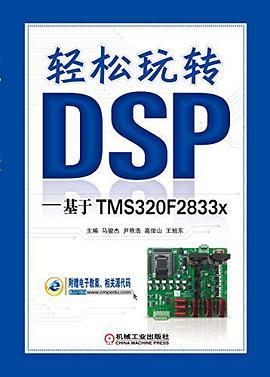 轻松玩转
DSP
—基于TMS320F2833x
主编 马骏杰 尹艳浩 高俊山 王旭东
附赠电子教案、相关源代码
www.cmpedu.com
机械工业出版社
CHINA MACHINE PRESS